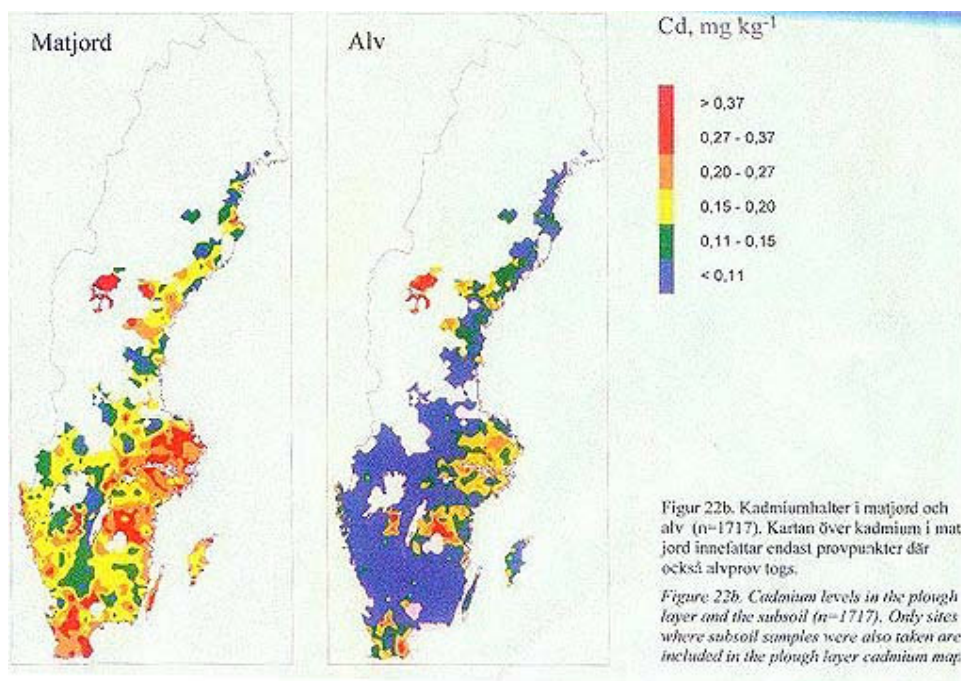 Matjord
Alv
Cd, mg kg⁻¹
> 0,37
0,27 - 0,37
0,20 - 0,27
0,15 - 0,20
0,11 - 0,15
< 0,11
Figur 22b. Kadmiumhalter i matjord och
alv (n=1717). Kartan över kadmium i mat
jord innefattar endast provpunkter där
också alvprov togs.
Figure 22b. Cadmium levels in the plough
layer and the subsoil (n=1717). Only sites
where subsoil samples were also taken are
included in the plough layer cadmium map